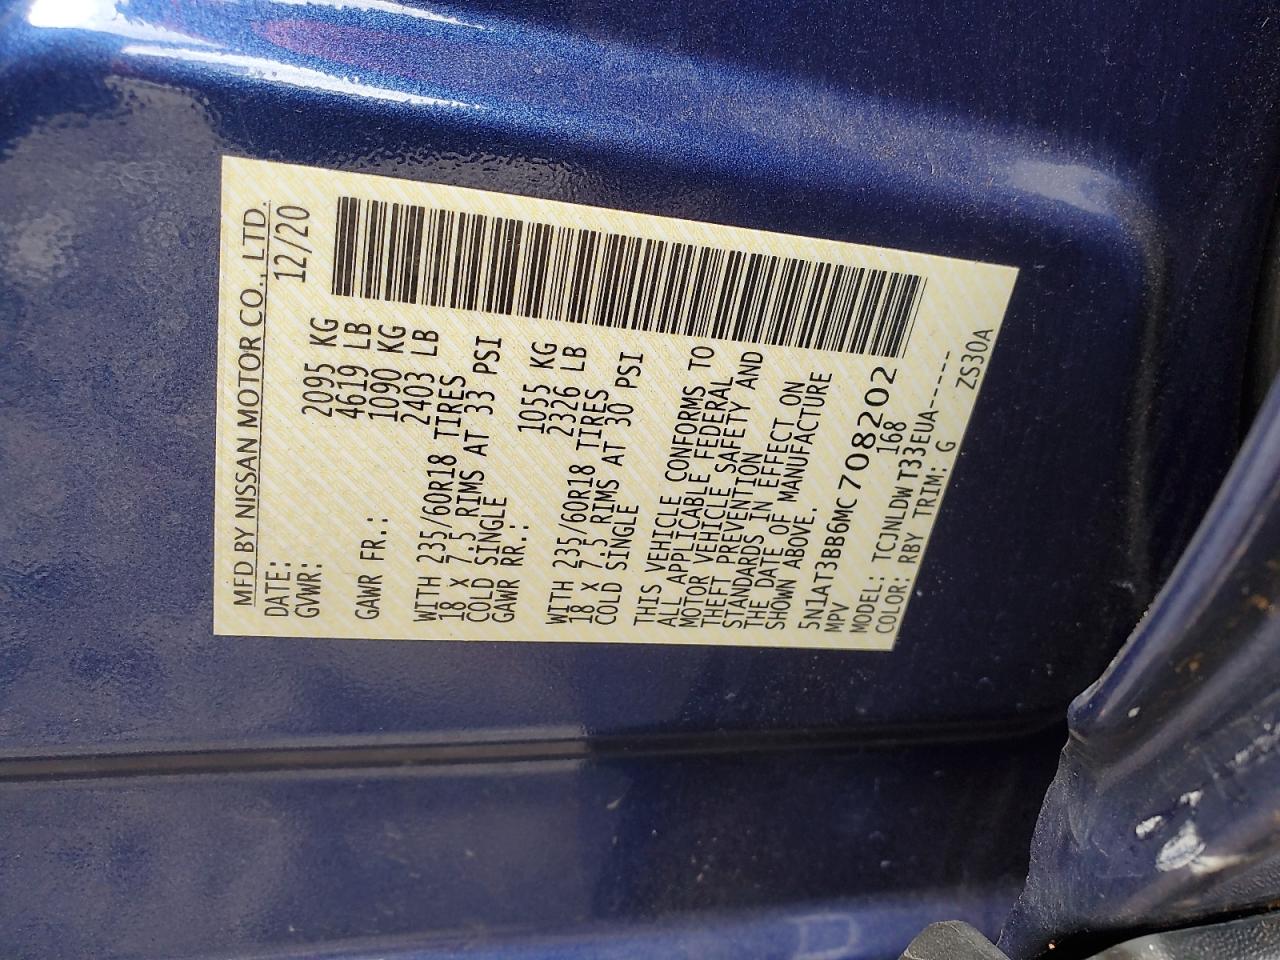 MFD BY NISSAN MOTOR CO., LTD.
DATE: 12/20
GVWR: 2095 KG
4619 LB
GAWR FR.: 1090 KG
2403 LB
WITH 235/60R18 TIRES
18 X 7.5 RIMS AT 33 PSI
COLD SINGLE
GAWR RR.: 1055 KG
2326 LB
WITH 235/60R18 TIRES
18 X 7.5 RIMS AT 30 PSI
COLD SINGLE
THIS VEHICLE CONFORMS TO
ALL APPLICABLE FEDERAL
MOTOR VEHICLE SAFETY AND
THEFT PREVENTION
STANDARDS IN EFFECT ON
THE DATE OF MANUFACTURE
SHOWN ABOVE.
5N1AT3BB6MC708202
MPV 168
MODEL: TCJNLDW T33EUA-----
COLOR: RBY TRIM: G ZS30A